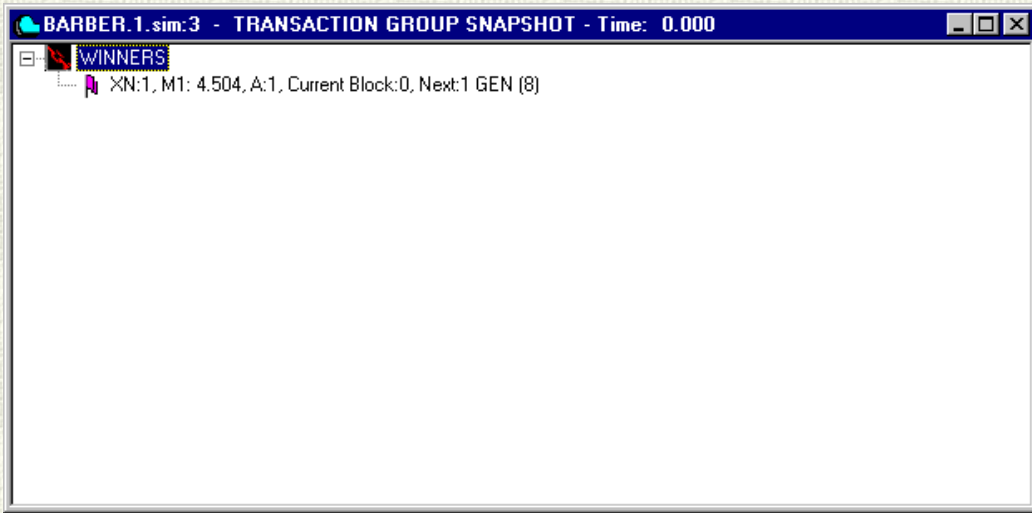 BARBER.1.sim:3 - TRANSACTION GROUP SNAPSHOT - Time: 0.000
WINNERS
XN:1, M1: 4.504, A:1, Current Block:0, Next:1 GEN (8)